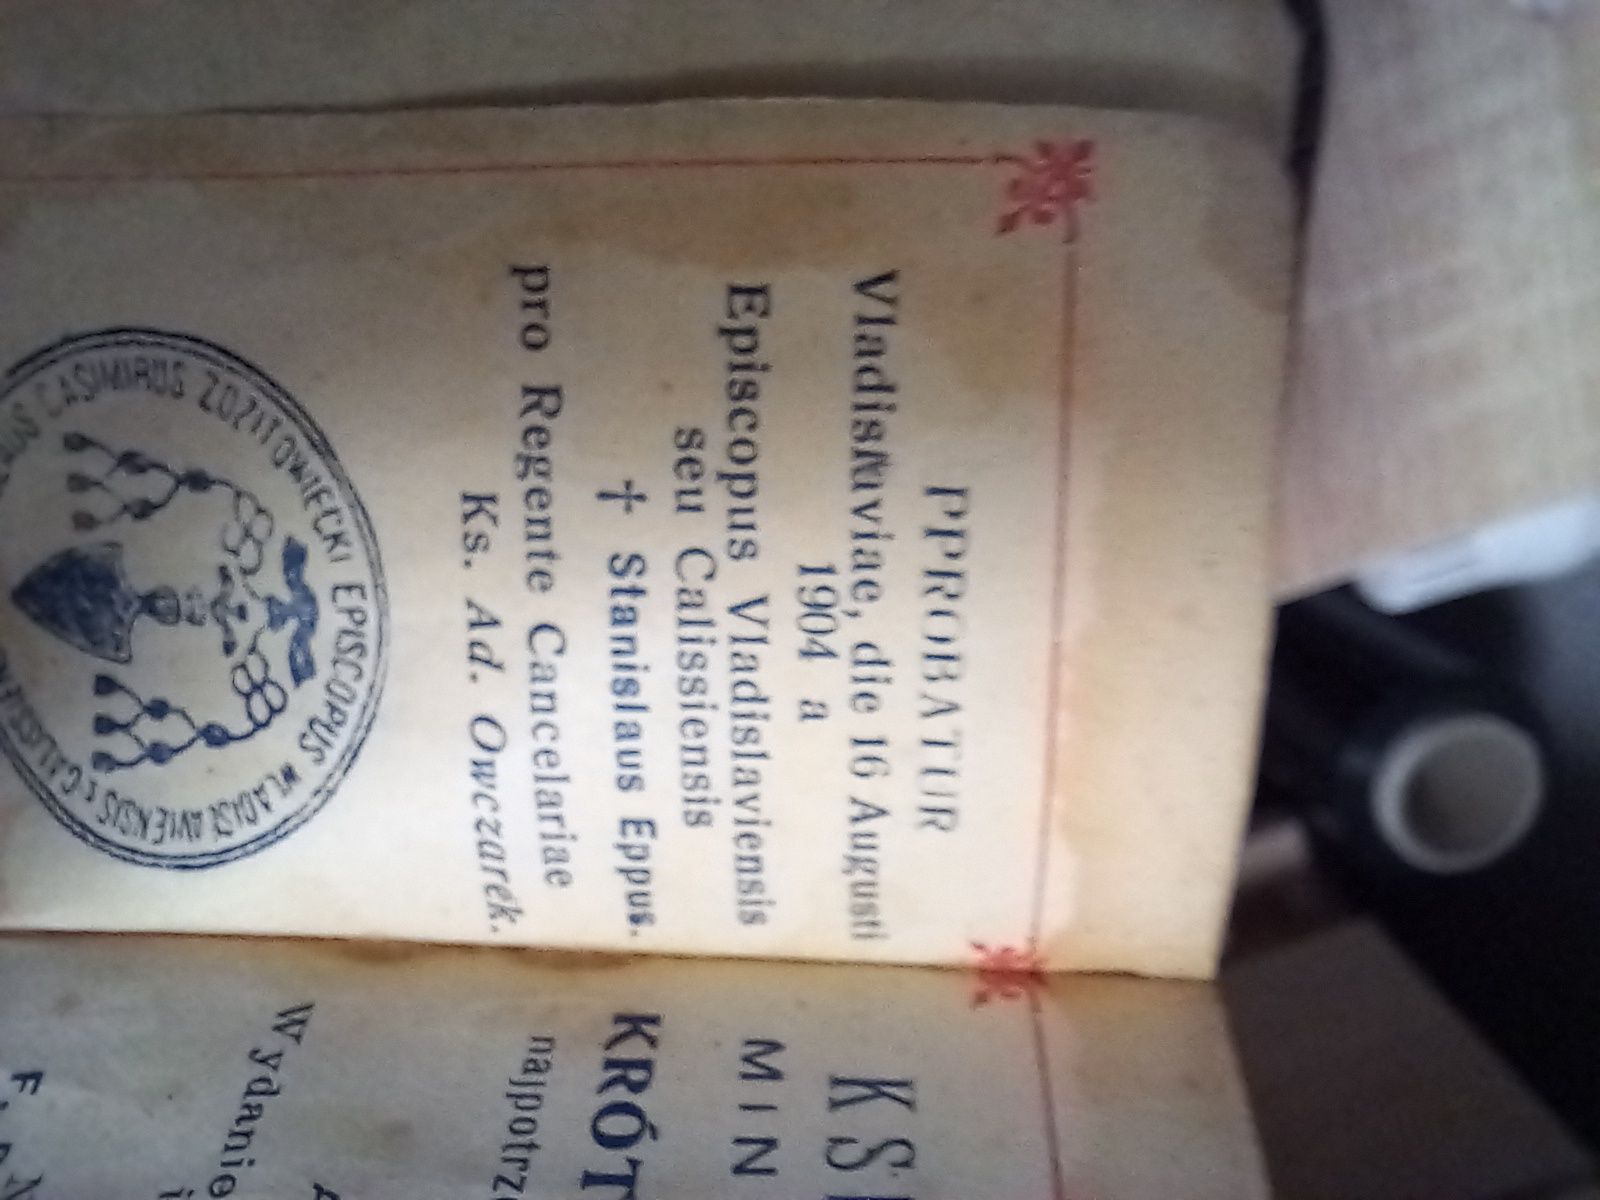 PPROBATUR
Vladislaviae, die 16 Augusti
1904 a
Episcopus Vladislaviensis
seu Calissiensis
† Stanislaus Eppus.
pro Regente Cancelariae
Ks. Ad. Owczarek.
CASIMIRUS ZDZITOWIECKI EPISCOPUS WLADISLAVIENSIS
KS
MIN
KRÓT
najpotrz
Wydanie